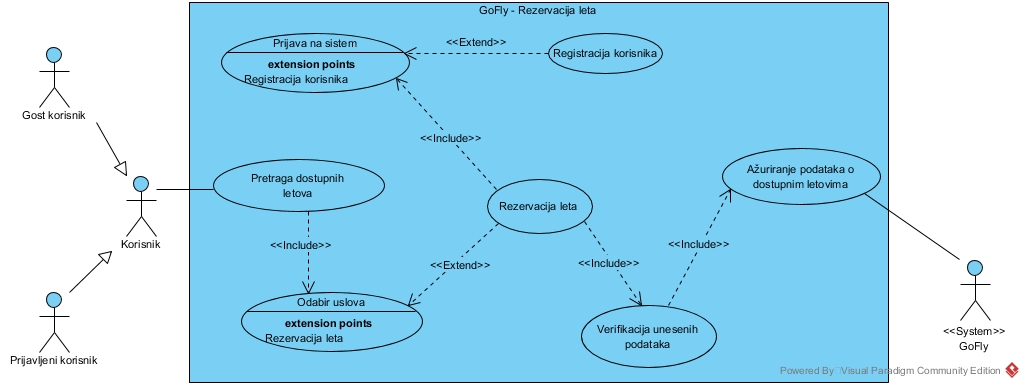 GoFly - Rezervacija leta
Prijava na sistem
extension points
Registracija korisnika
<<Extend>>
Registracija korisnika
Gost korisnik
<<Include>>
Pretraga dostupnih
letova
Ažuriranje podataka o
dostupnim letovima
Rezervacija leta
Korisnik
<<Include>>
<<Include>>
<<Extend>>
<<Include>>
Odabir uslova
extension points
Rezervacija leta
Verifikacija unesenih
podataka
<<System>>
GoFly
Prijavljeni korisnik
Powered By Visual Paradigm Community Edition